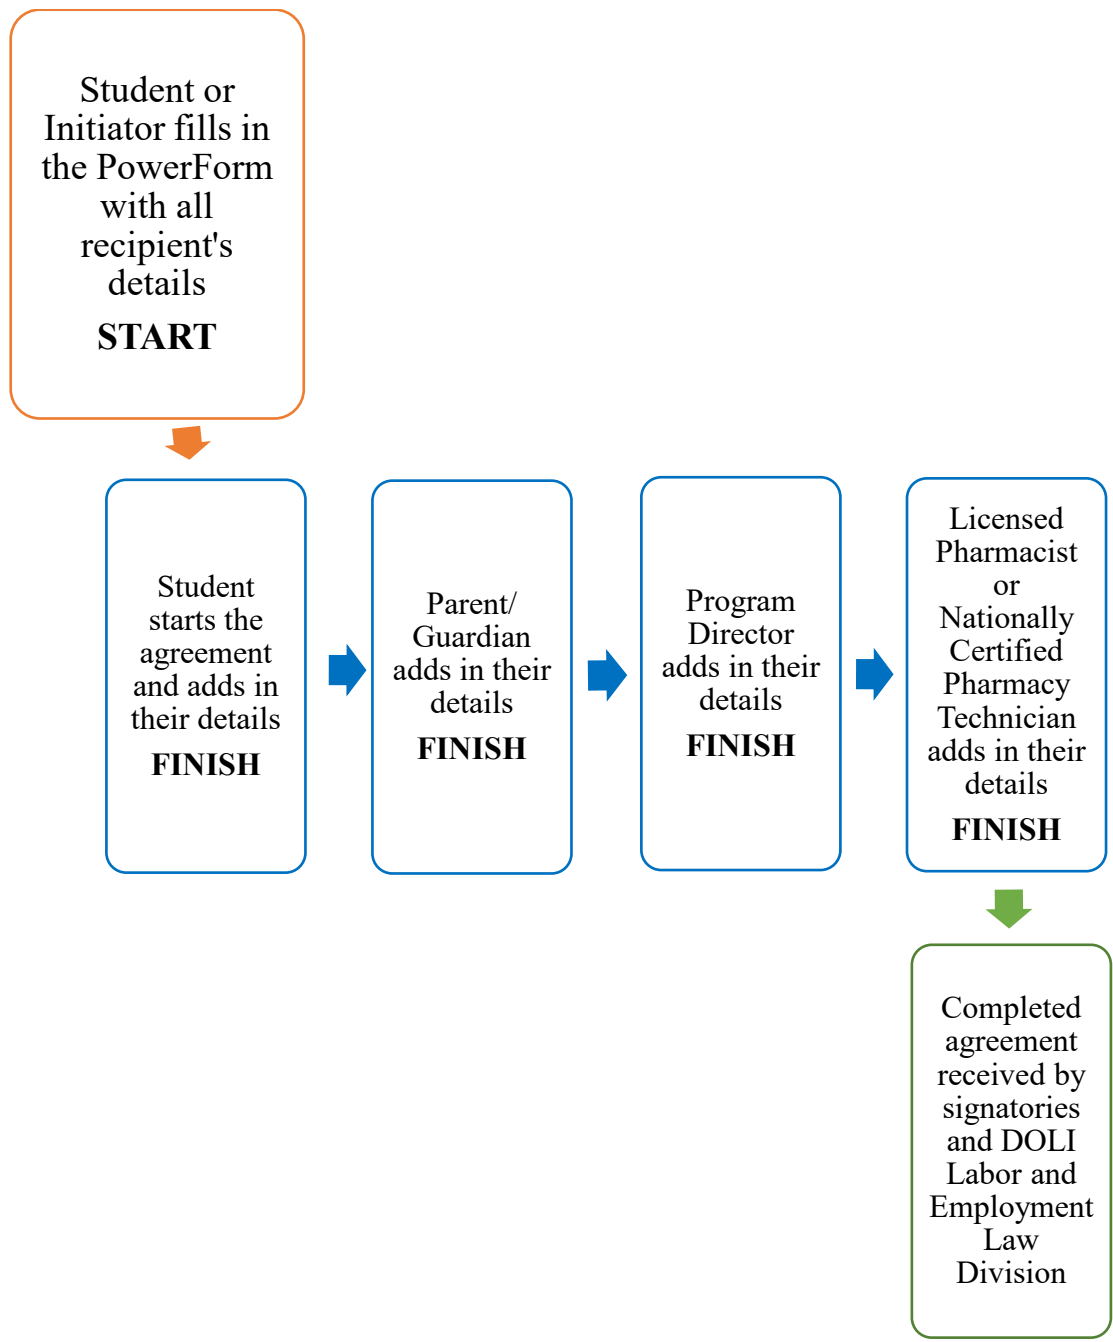 Student or
Initiator fills in
the PowerForm
with all
recipient's
details
START
Student
starts the
agreement
and adds in
their details
FINISH
Parent/
Guardian
adds in their
details
FINISH
Program
Director
adds in their
details
FINISH
Licensed
Pharmacist
or
Nationally
Certified
Pharmacy
Technician
adds in their
details
FINISH
Completed
agreement
received by
signatories
and DOLI
Labor and
Employment
Law
Division